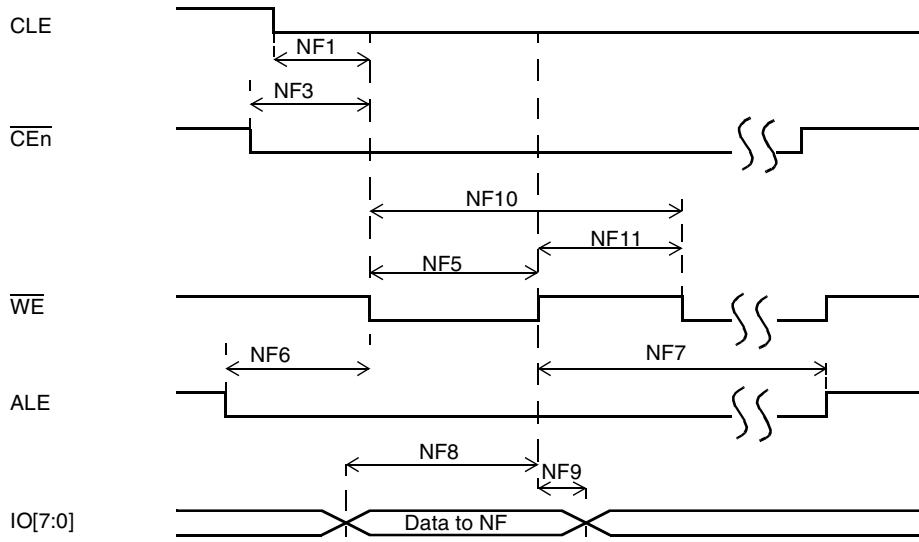 CLE
NF1
NF3
CEn
NF10
NF11
NF5
WE
NF6
NF7
ALE
NF8
NF9
IO[7:0]
Data to NF